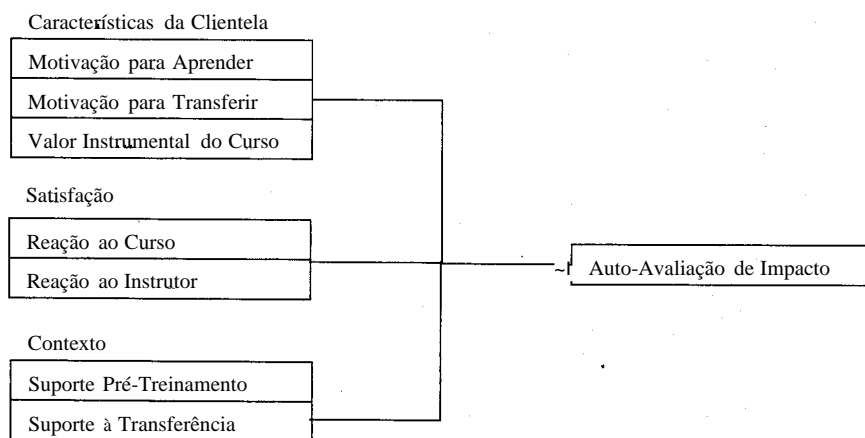 Características da Clientela
Motivação para Aprender
Motivação para Transferir
Valor Instrumental do Curso
Satisfação
Reação ao Curso
Reação ao Instrutor
Auto-Avaliação de Impacto
Contexto
Suporte Pré-Treinamento
Suporte à Transferência